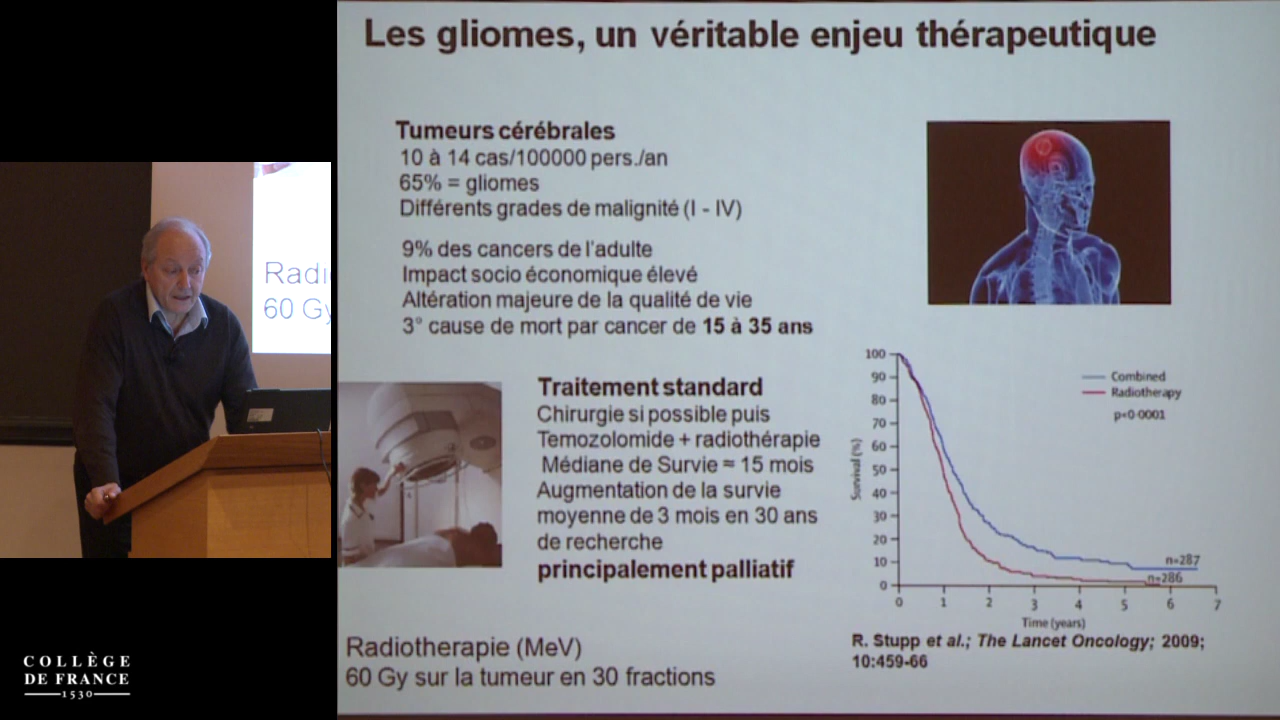 Les gliomes, un véritable enjeu thérapeutique
Tumeurs cérébrales
10 à 14 cas/100000 pers./an
65% = gliomes
Différents grades de malignité (I - IV)
9% des cancers de l'adulte
Impact socio économique élevé
Altération majeure de la qualité de vie
3° cause de mort par cancer de 15 à 35 ans
Traitement standard
Chirurgie si possible puis
Temozolomide + radiothérapie
Médiane de Survie ≈ 15 mois
Augmentation de la survie
moyenne de 3 mois en 30 ans
de recherche
principalement palliatif
Radiotherapie (MeV)
60 Gy sur la tumeur en 30 fractions
100
90
80
70
60
50
40
30
20
10
0
Survival (%)
Combined
Radiotherapy
p<0·0001
n=287
n=286
0 1 2 3 4 5 6 7
Time (years)
R. Stupp et al.; The Lancet Oncology; 2009;
10:459-66
Radi
60 Gy
COLLÈGE
DE FRANCE
1530